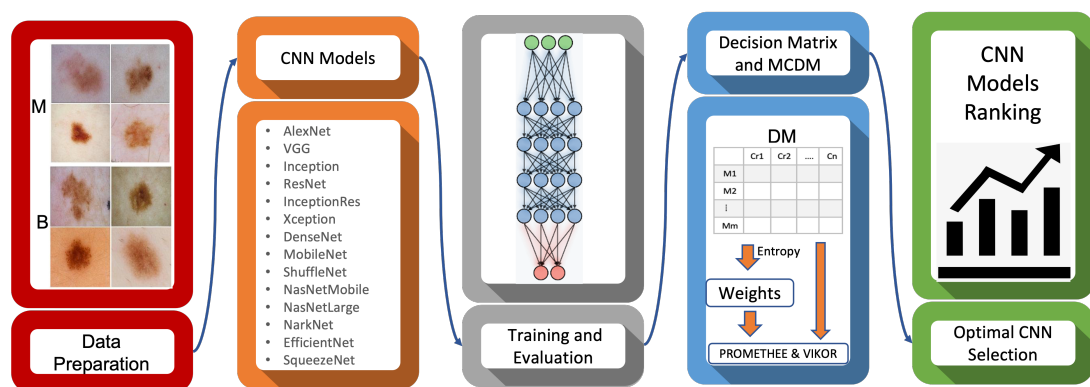 M
B
Data
Preparation
CNN Models
• AlexNet
• VGG
• Inception
• ResNet
• InceptionRes
• Xception
• DenseNet
• MobileNet
• ShuffleNet
• NasNetMobile
• NasNetLarge
• NarkNet
• EfficientNet
• SqueezeNet
Training and
Evaluation
Decision Matrix
and MCDM
DM
Cr1 Cr2 .... Cn
M1
M2
⁞
Mm
Entropy
Weights
PROMETHEE & VIKOR
CNN
Models
Ranking
Optimal CNN
Selection